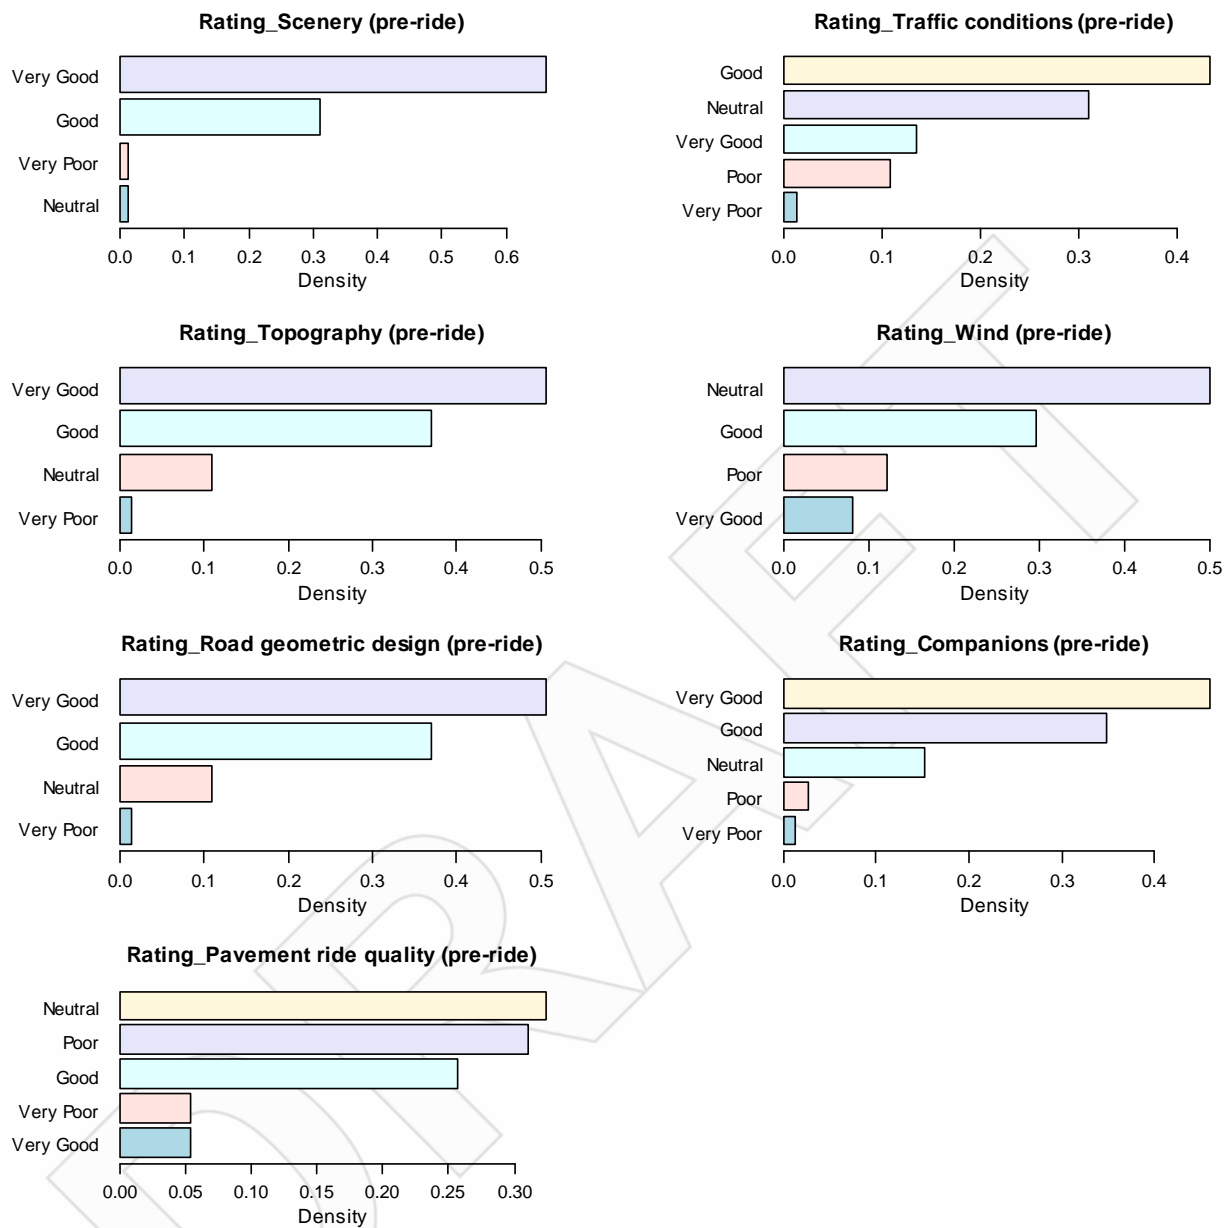 Rating_Scenery (pre-ride)
Very Good
Good
Very Poor
Neutral
0.0 0.1 0.2 0.3 0.4 0.5 0.6
Density
Rating_Traffic conditions (pre-ride)
Good
Neutral
Very Good
Poor
Very Poor
0.0 0.1 0.2 0.3 0.4
Density
Rating_Topography (pre-ride)
Very Good
Good
Neutral
Very Poor
0.0 0.1 0.2 0.3 0.4 0.5
Density
Rating_Wind (pre-ride)
Neutral
Good
Poor
Very Good
0.0 0.1 0.2 0.3 0.4 0.5
Density
Rating_Road geometric design (pre-ride)
Very Good
Good
Neutral
Very Poor
0.0 0.1 0.2 0.3 0.4 0.5
Density
Rating_Companions (pre-ride)
Very Good
Good
Neutral
Poor
Very Poor
0.0 0.1 0.2 0.3 0.4
Density
Rating_Pavement ride quality (pre-ride)
Neutral
Poor
Good
Very Poor
Very Good
0.00 0.05 0.10 0.15 0.20 0.25 0.30
Density
DRAFT